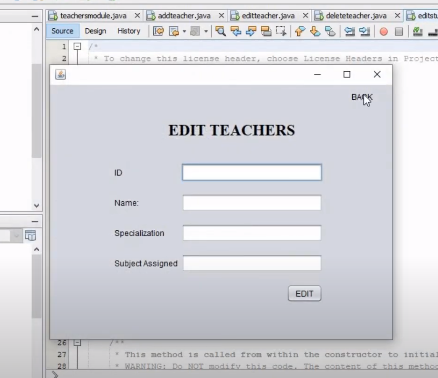 teachersmodule.java × addteacher.java × editteacher.java × deleteteacher.java × editstu
Source Design History
1 /*
2 * To change this license header, choose License Headers in Project
BACK
EDIT TEACHERS
ID
Name:
Specialization
Subject Assigned
EDIT
26 /**
27 * This method is called from within the constructor to initial
28 * WARNING: Do NOT modify this code. The content of this method